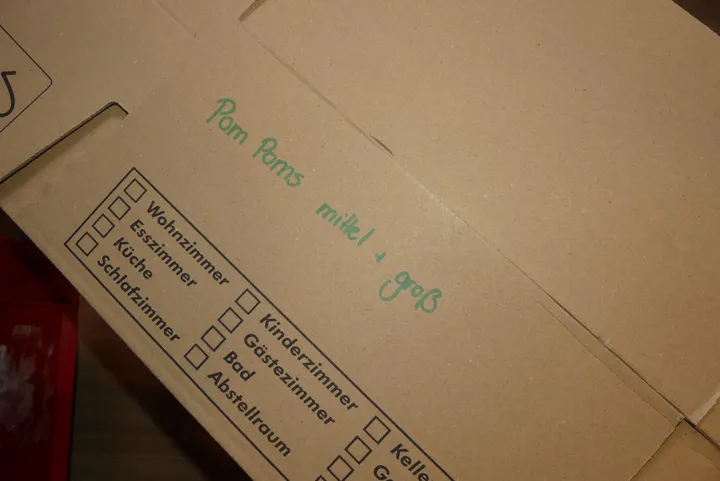 Pom Poms mittel + groß
Wohnzimmer
Esszimmer
Küche
Schlafzimmer
Kinderzimmer
Gästezimmer
Bad
Abstellraum